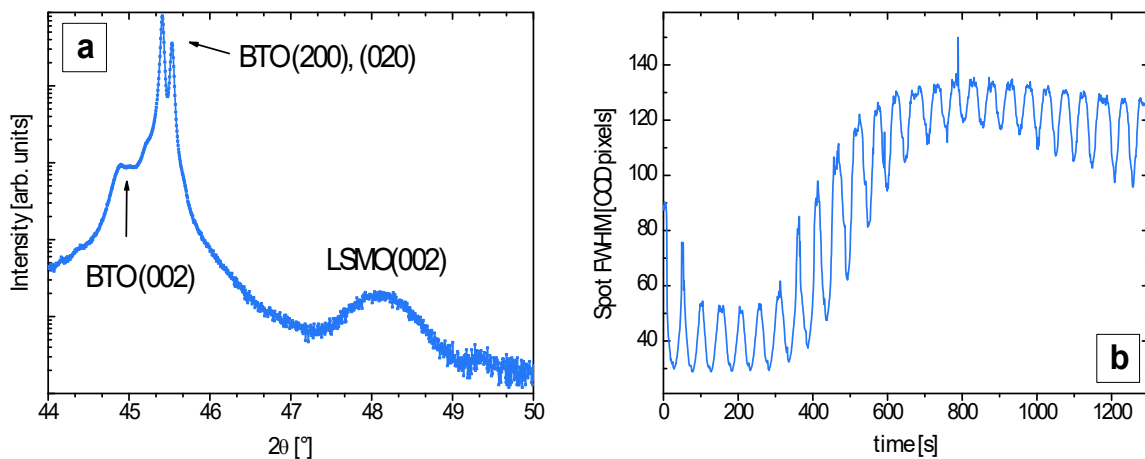 a
BTO(200), (020)
BTO(002)
LSMO(002)
Intensity [arb. units]
44 45 46 47 48 49 50
2θ [°]
b
Spot FWHM [CCD pixels]
140
120
100
80
60
40
0 200 400 600 800 1000 1200
time [s]